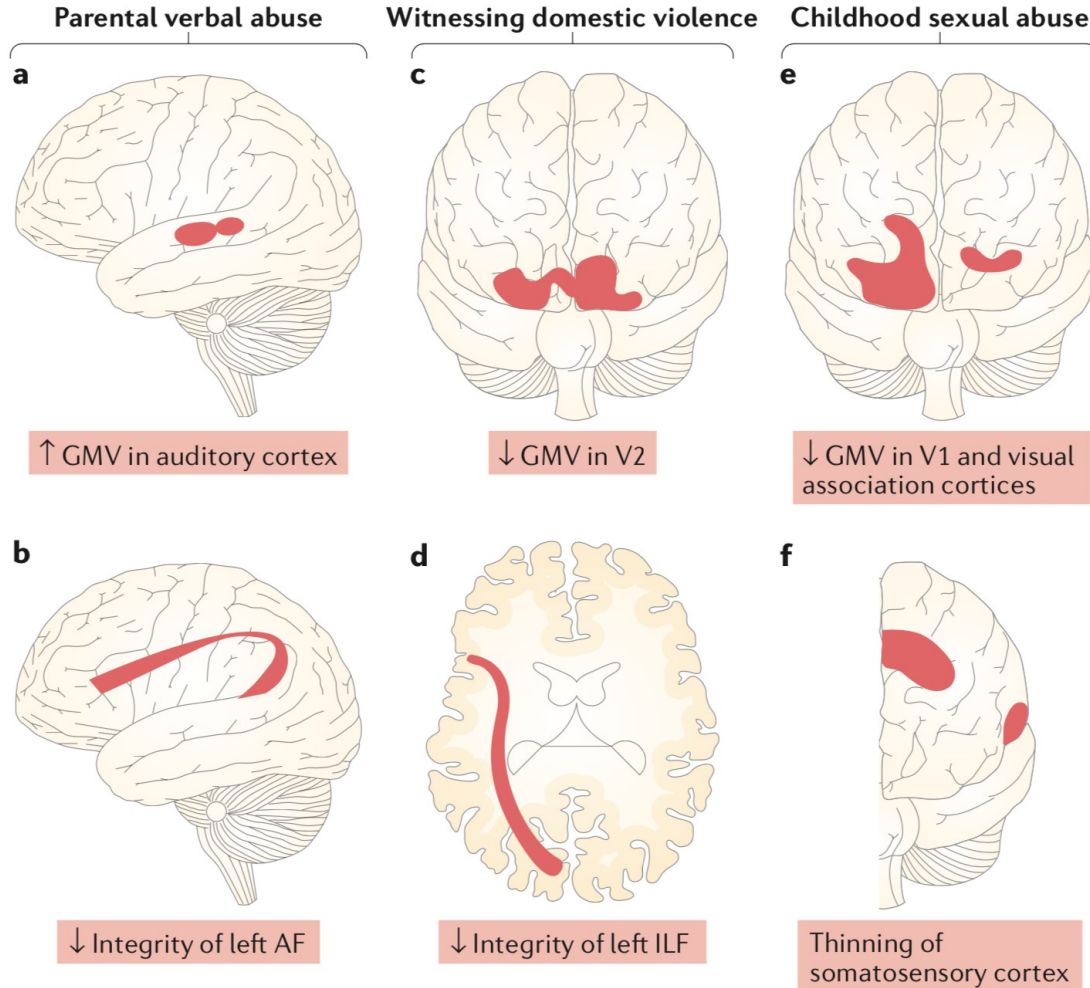 Parental verbal abuse
Witnessing domestic violence
Childhood sexual abuse
a
c
e
↑ GMV in auditory cortex
↓ GMV in V2
↓ GMV in V1 and visual
association cortices
b
d
f
↓ Integrity of left AF
↓ Integrity of left ILF
Thinning of
somatosensory cortex